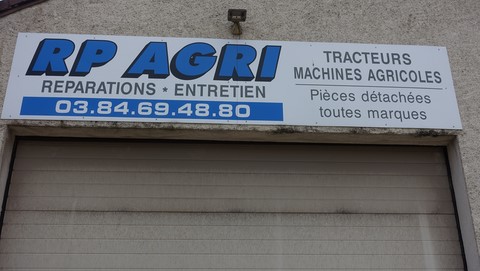 RP AGRI
REPARATIONS * ENTRETIEN
03.84.69.48.80
TRACTEURS
MACHINES AGRICOLES
Pièces détachées
toutes marques